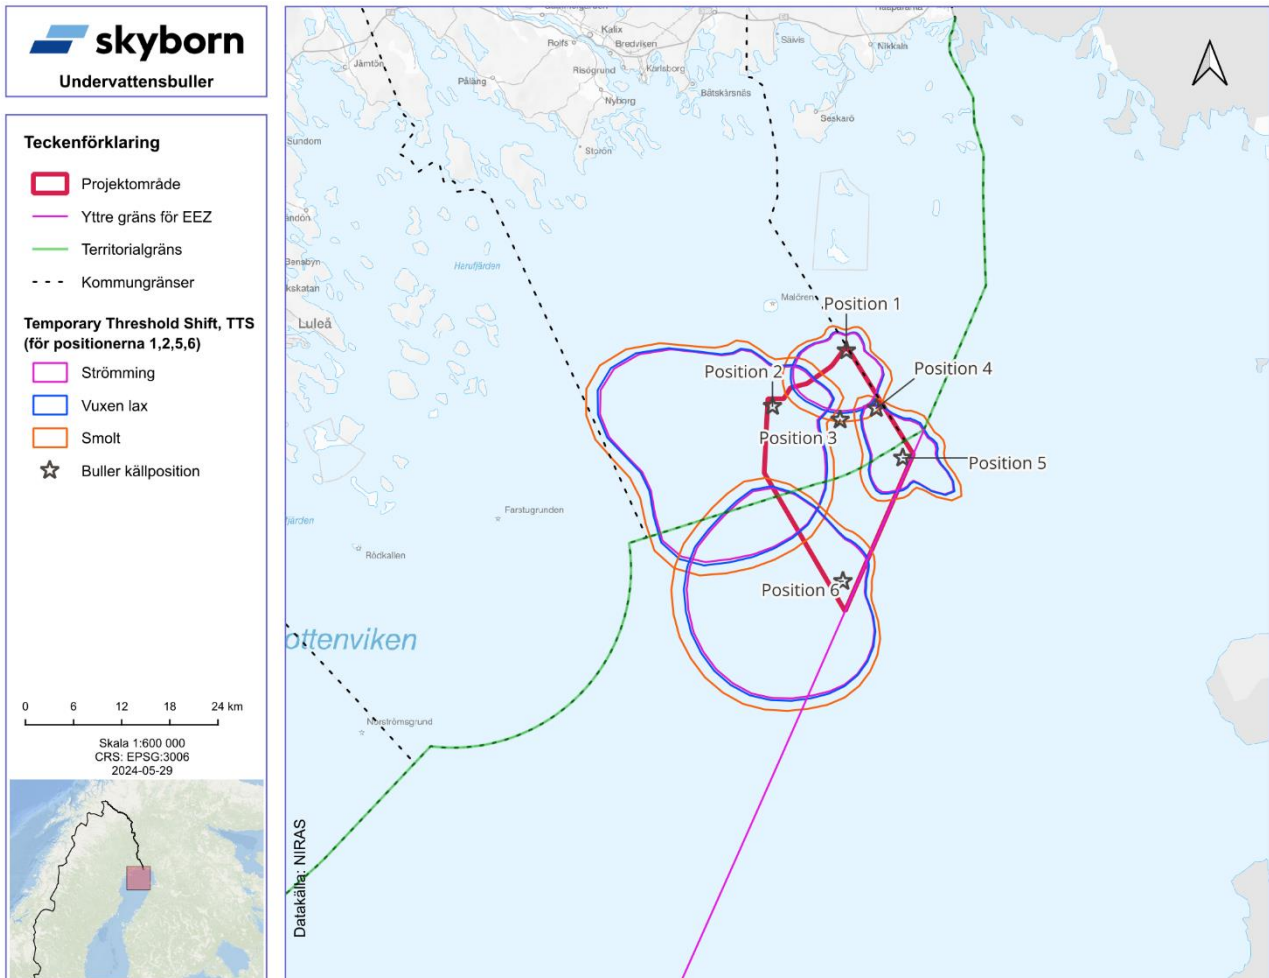 skyborn
Undervattensbuller
Teckenförklaring
Projektområde
Yttre gräns för EEZ
Territorialgräns
Kommungränser
Temporary Threshold Shift, TTS
(för positionerna 1,2,5,6)
Strömming
Vuxen lax
Smolt
Buller källposition
0 6 12 18 24 km
Skala 1:600 000
CRS: EPSG:3006
2024-05-29
Kalix
Rolfs
Bredviken
Säivis
Nikkala
Jämtön
Påläng
Risögrund
Karlsborg
Nyborg
Båtskärsnäs
Seskarö
Storön
Sundom
Herufjärden
Luleå
Malören
Position 1
Position 2
Position 4
Position 3
Position 5
Farstugrunden
Rödkallen
Position 6
ottenviken
Norströmsgrund
Datakälla: NIRAS